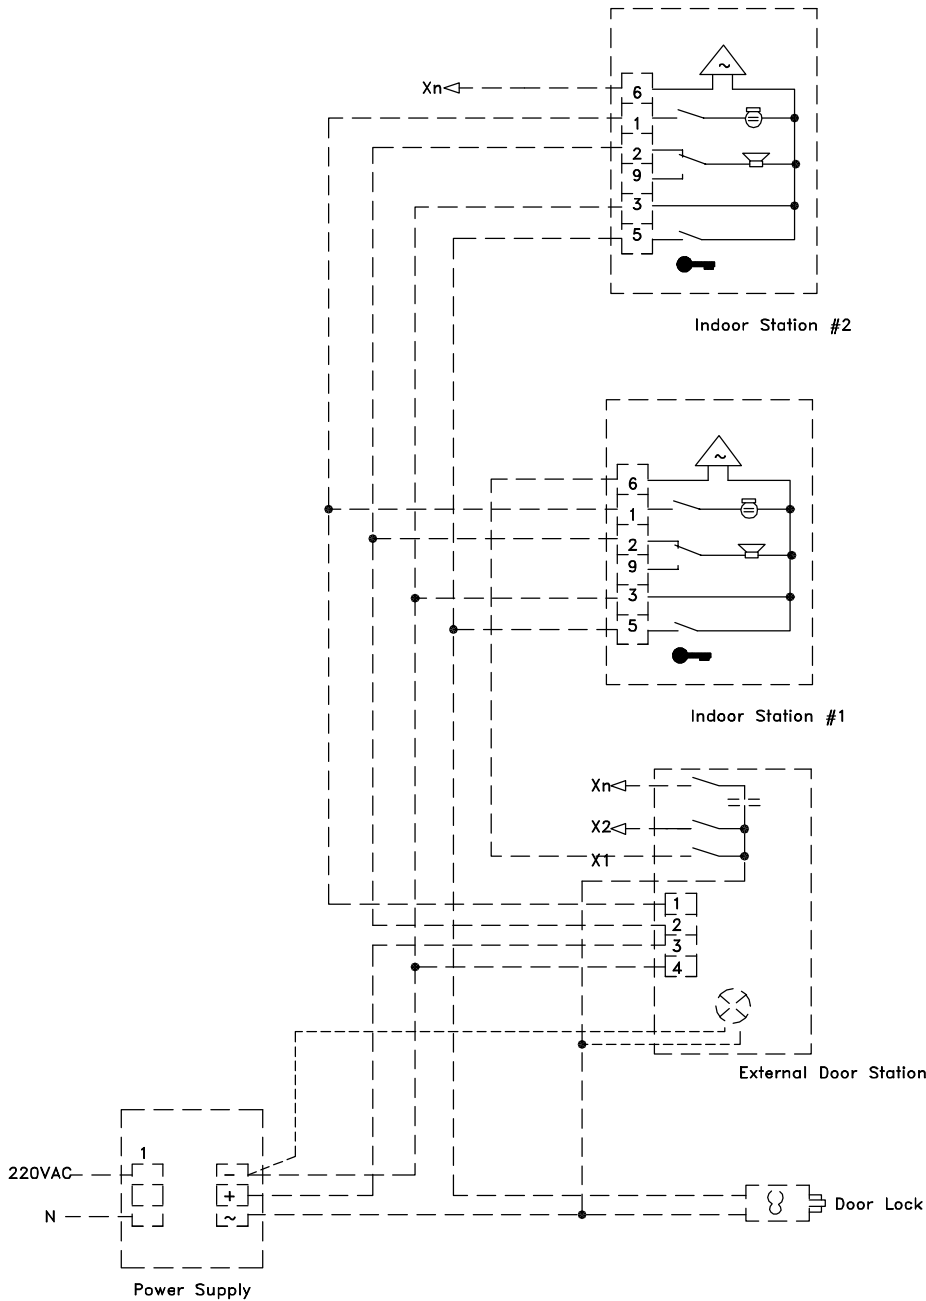 Xn
6
1
2
9
3
5
Indoor Station #2
6
1
2
9
3
5
Indoor Station #1
Xn
X2
X1
1
2
3
4
External Door Station
1
220VAC
-
+
~
N
Door Lock
Power Supply